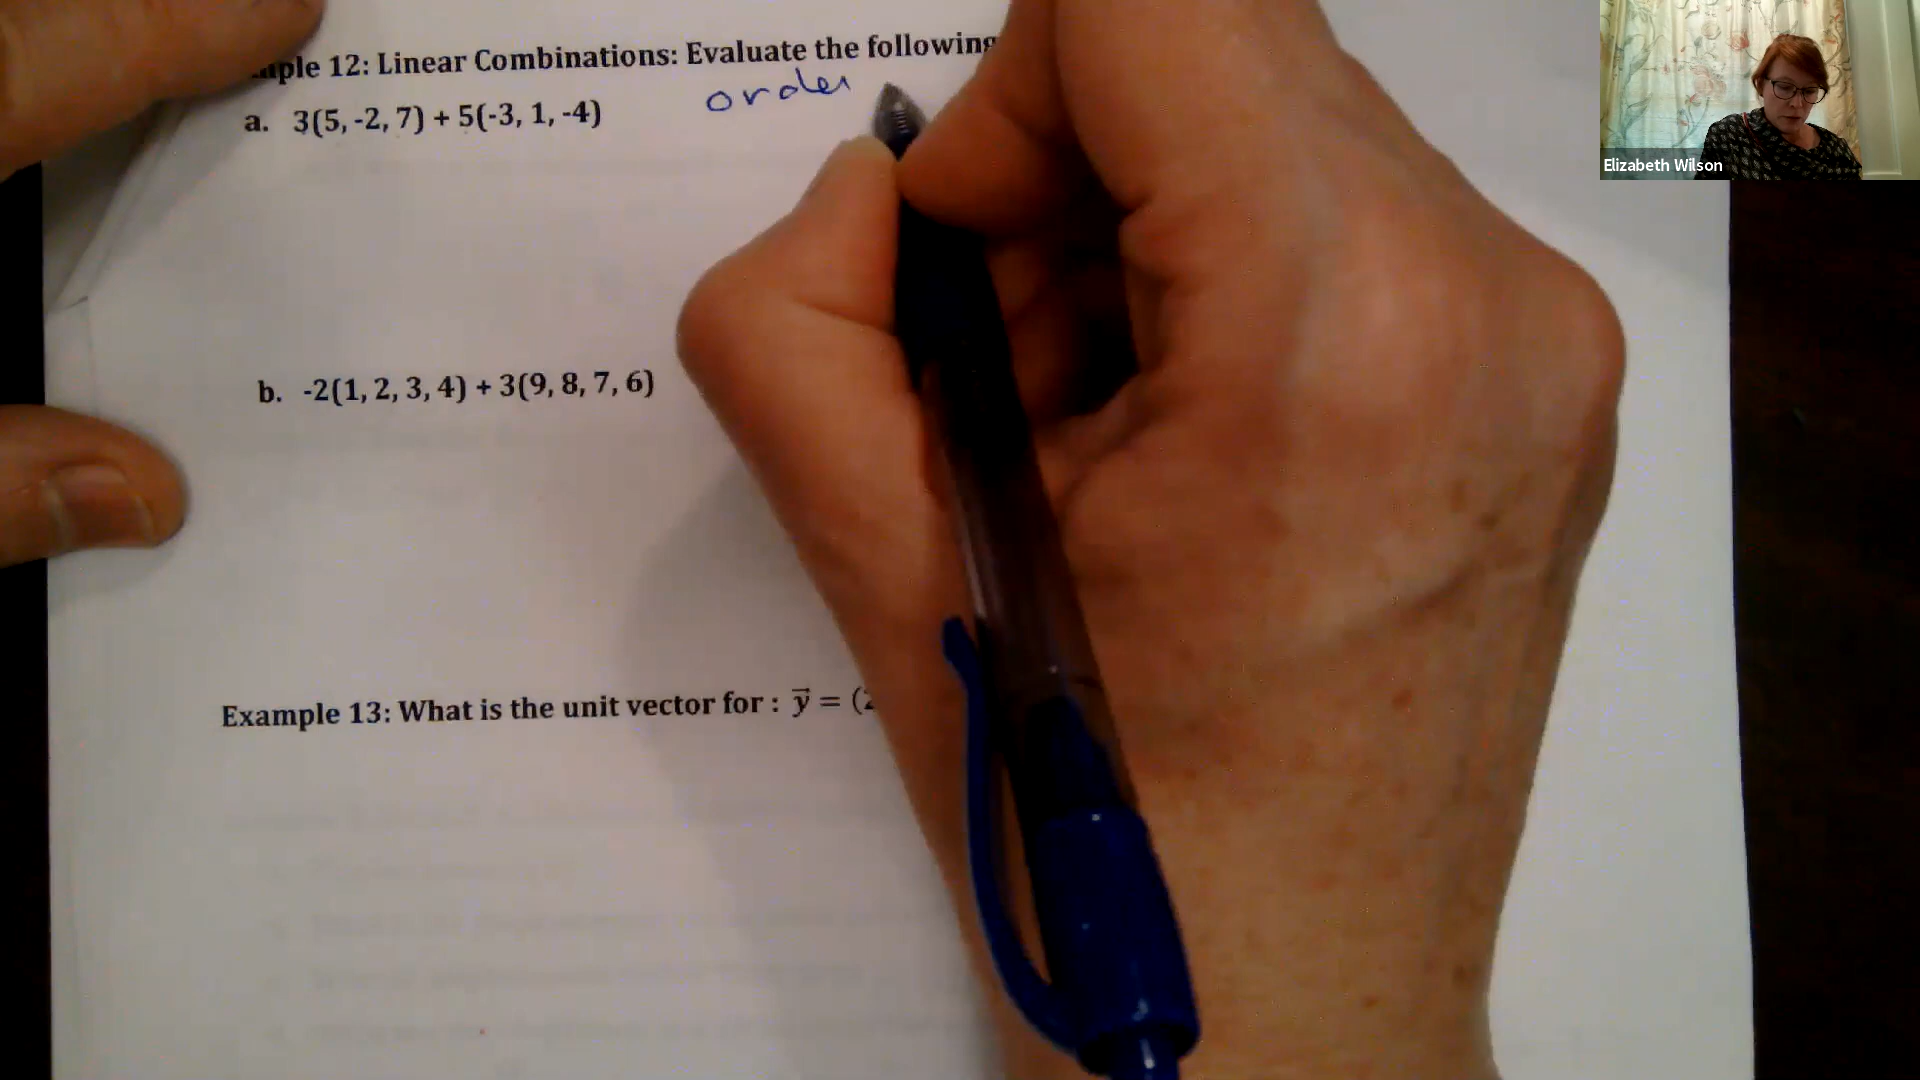 12: Linear Combinations: Evaluate the following
order
a. 3(5, -2, 7) + 5(-3, 1, -4)
b. -2(1, 2, 3, 4) + 3(9, 8, 7, 6)
Example 13: What is the unit vector for : y⃗ = (
Elizabeth Wilson